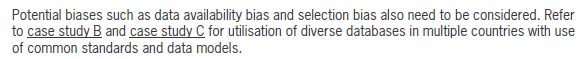 Potential biases such as data availability bias and selection bias also need to be considered. Refer
to case study B and case study C for utilisation of diverse databases in multiple countries with use
of common standards and data models.